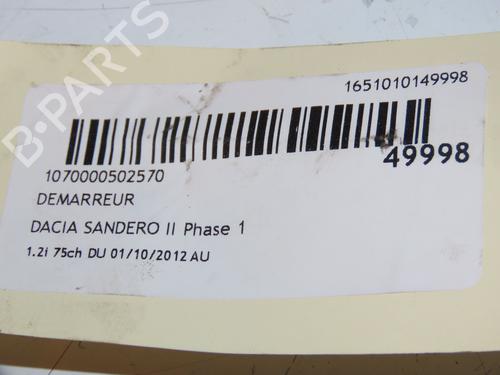 1651010149998
49998
1070000502570
DEMARREUR
DACIA SANDERO II Phase 1
1.2i 75ch DU 01/10/2012 AU
B-PARTS